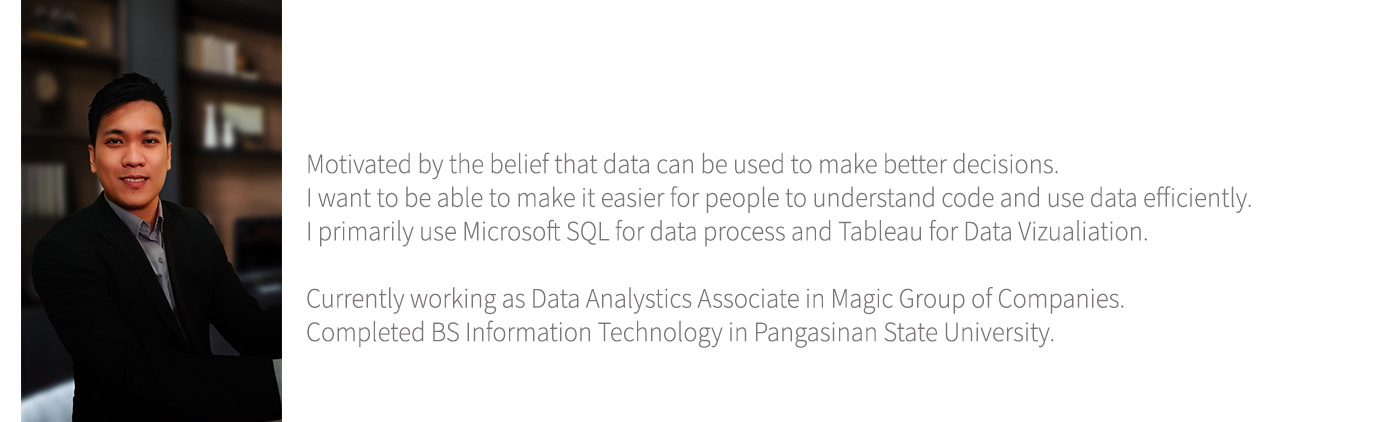 Motivated by the belief that data can be used to make better decisions.
I want to be able to make it easier for people to understand code and use data efficiently.
I primarily use Microsoft SQL for data process and Tableau for Data Vizualiation.
Currently working as Data Analystics Associate in Magic Group of Companies.
Completed BS Information Technology in Pangasinan State University.